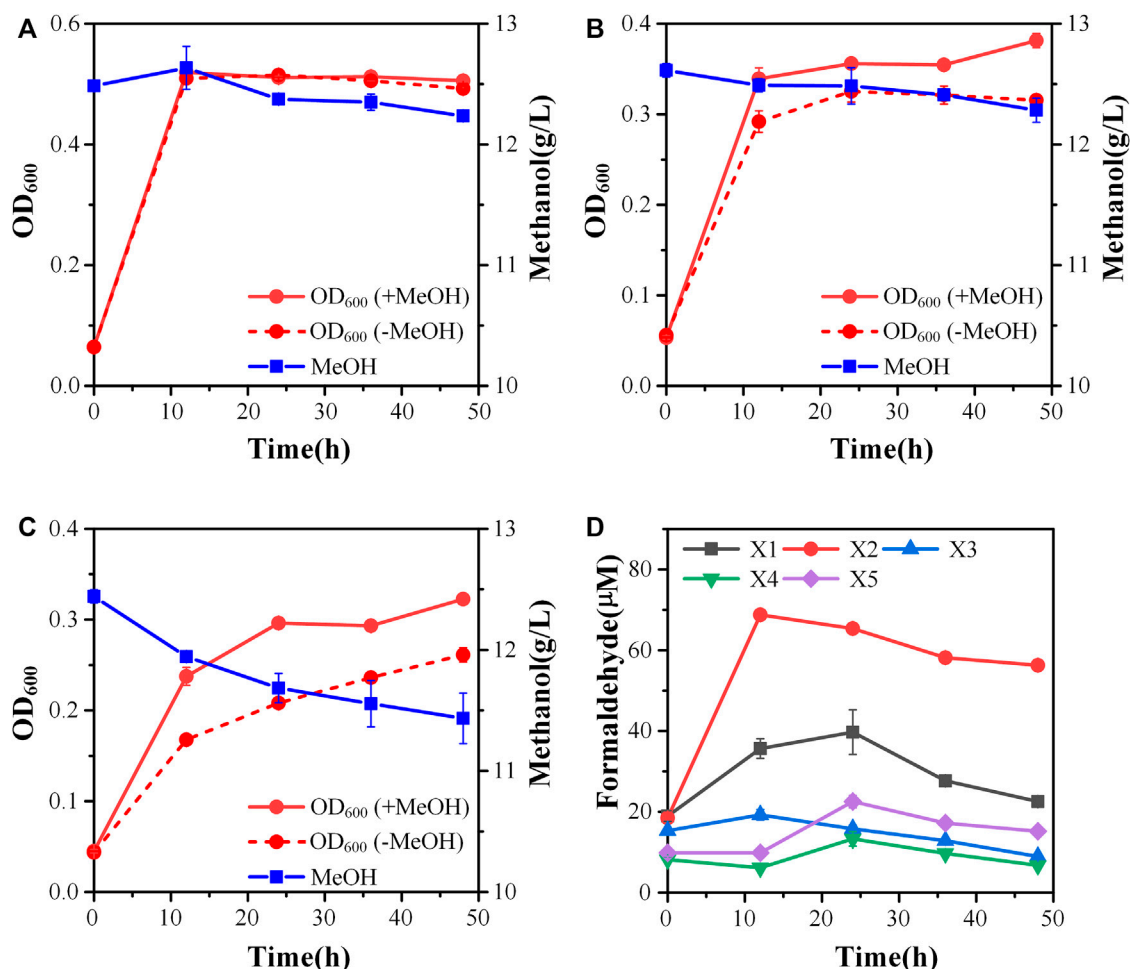 A
0.6
0.4
0.2
0.0
OD600
13
12
11
10
Methanol(g/L)
OD600 (+MeOH)
OD600 (-MeOH)
MeOH
0 10 20 30 40 50
Time(h)
B
0.4
0.3
0.2
0.1
0.0
OD600
13
12
11
10
Methanol(g/L)
OD600 (+MeOH)
OD600 (-MeOH)
MeOH
0 10 20 30 40 50
Time(h)
C
0.4
0.3
0.2
0.1
0.0
OD600
13
12
11
10
Methanol(g/L)
OD600 (+MeOH)
OD600 (-MeOH)
MeOH
0 10 20 30 40 50
Time(h)
D
80
60
40
20
0
Formaldehyde(μM)
X1 X2 X3
X4 X5
0 10 20 30 40 50
Time(h)